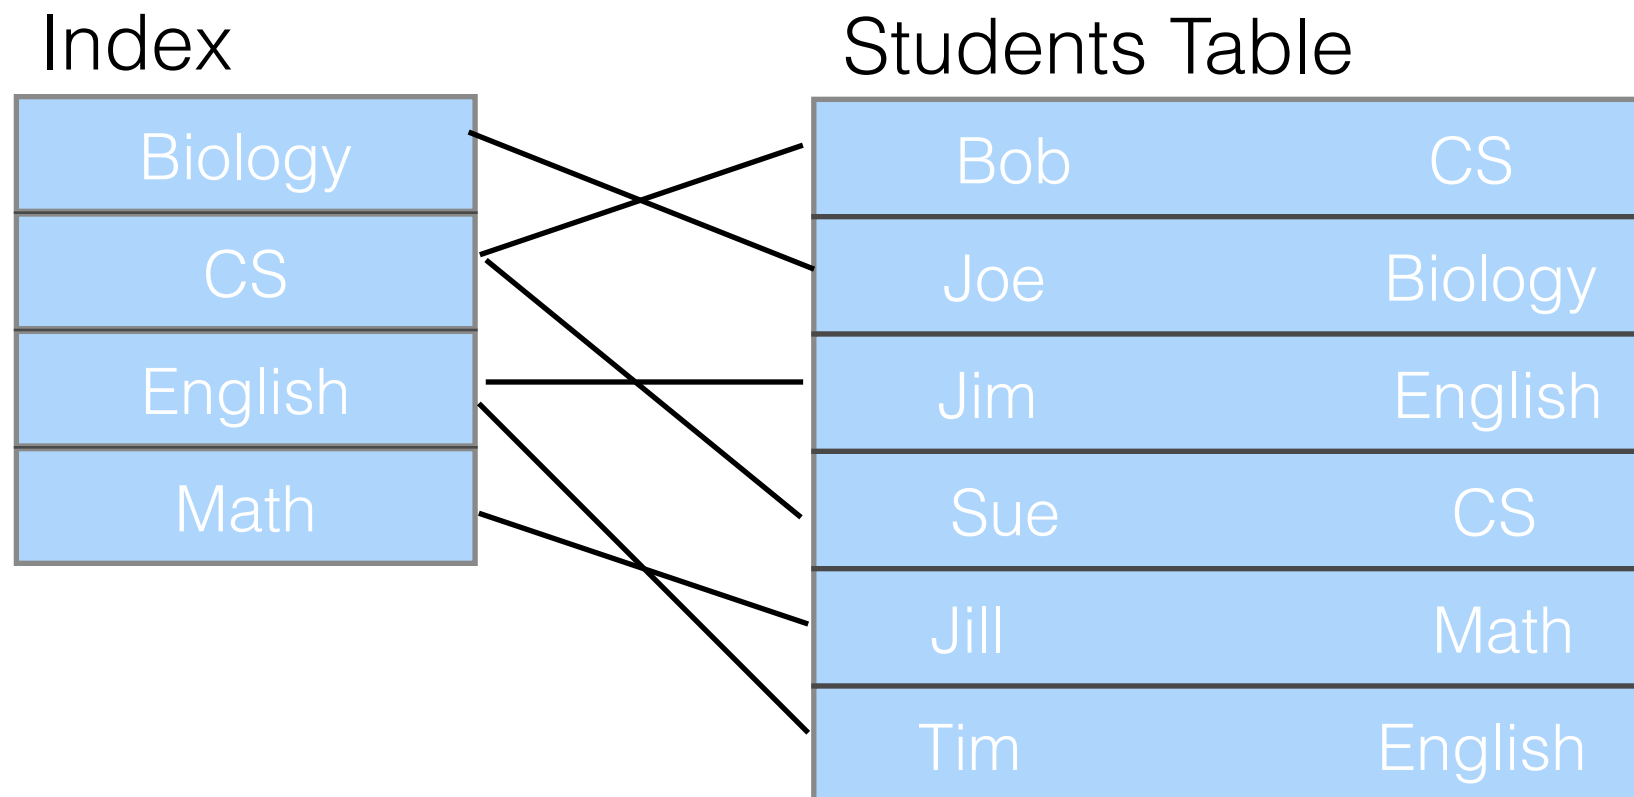 Index
Biology
CS
English
Math
Students Table
Bob CS
Joe Biology
Jim English
Sue CS
Jill Math
Tim English